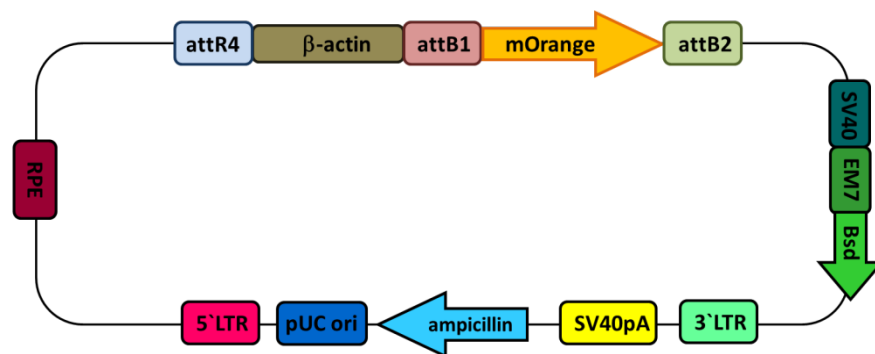 attR4
β-actin
attB1
mOrange
attB2
SV40
EM7
Bsd
RPE
5`LTR
pUC ori
ampicillin
SV40pA
3`LTR